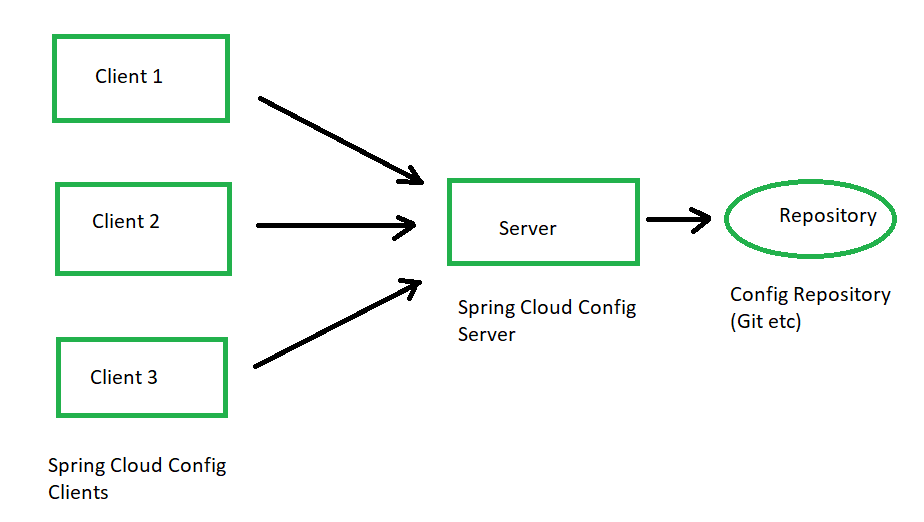 Client 1
Client 2
Client 3
Spring Cloud Config
Clients
Server
Spring Cloud Config
Server
Repository
Config Repository
(Git etc)